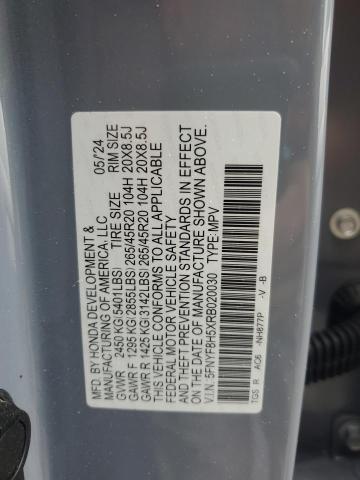 MFD. BY HONDA DEVELOPMENT & 05/'24
MANUFACTURING OF AMERICA, LLC
TIRE SIZE RIM SIZE
GVWR 2450 KG(5401LBS)
GAWR F 1295 KG(2855LBS) 265/45R20 104H 20X8.5J
GAWR R 1425 KG(3142LBS) 265/45R20 104H 20X8.5J
THIS VEHICLE CONFORMS TO ALL APPLICABLE
FEDERAL MOTOR VEHICLE SAFETY
AND THEFT PREVENTION STANDARDS IN EFFECT
ON THE DATE OF MANUFACTURE SHOWN ABOVE.
V.I.N. 5FNYF8H5XRB020030 TYPE: MPV
TGS R AC6 -NH877P -V -B